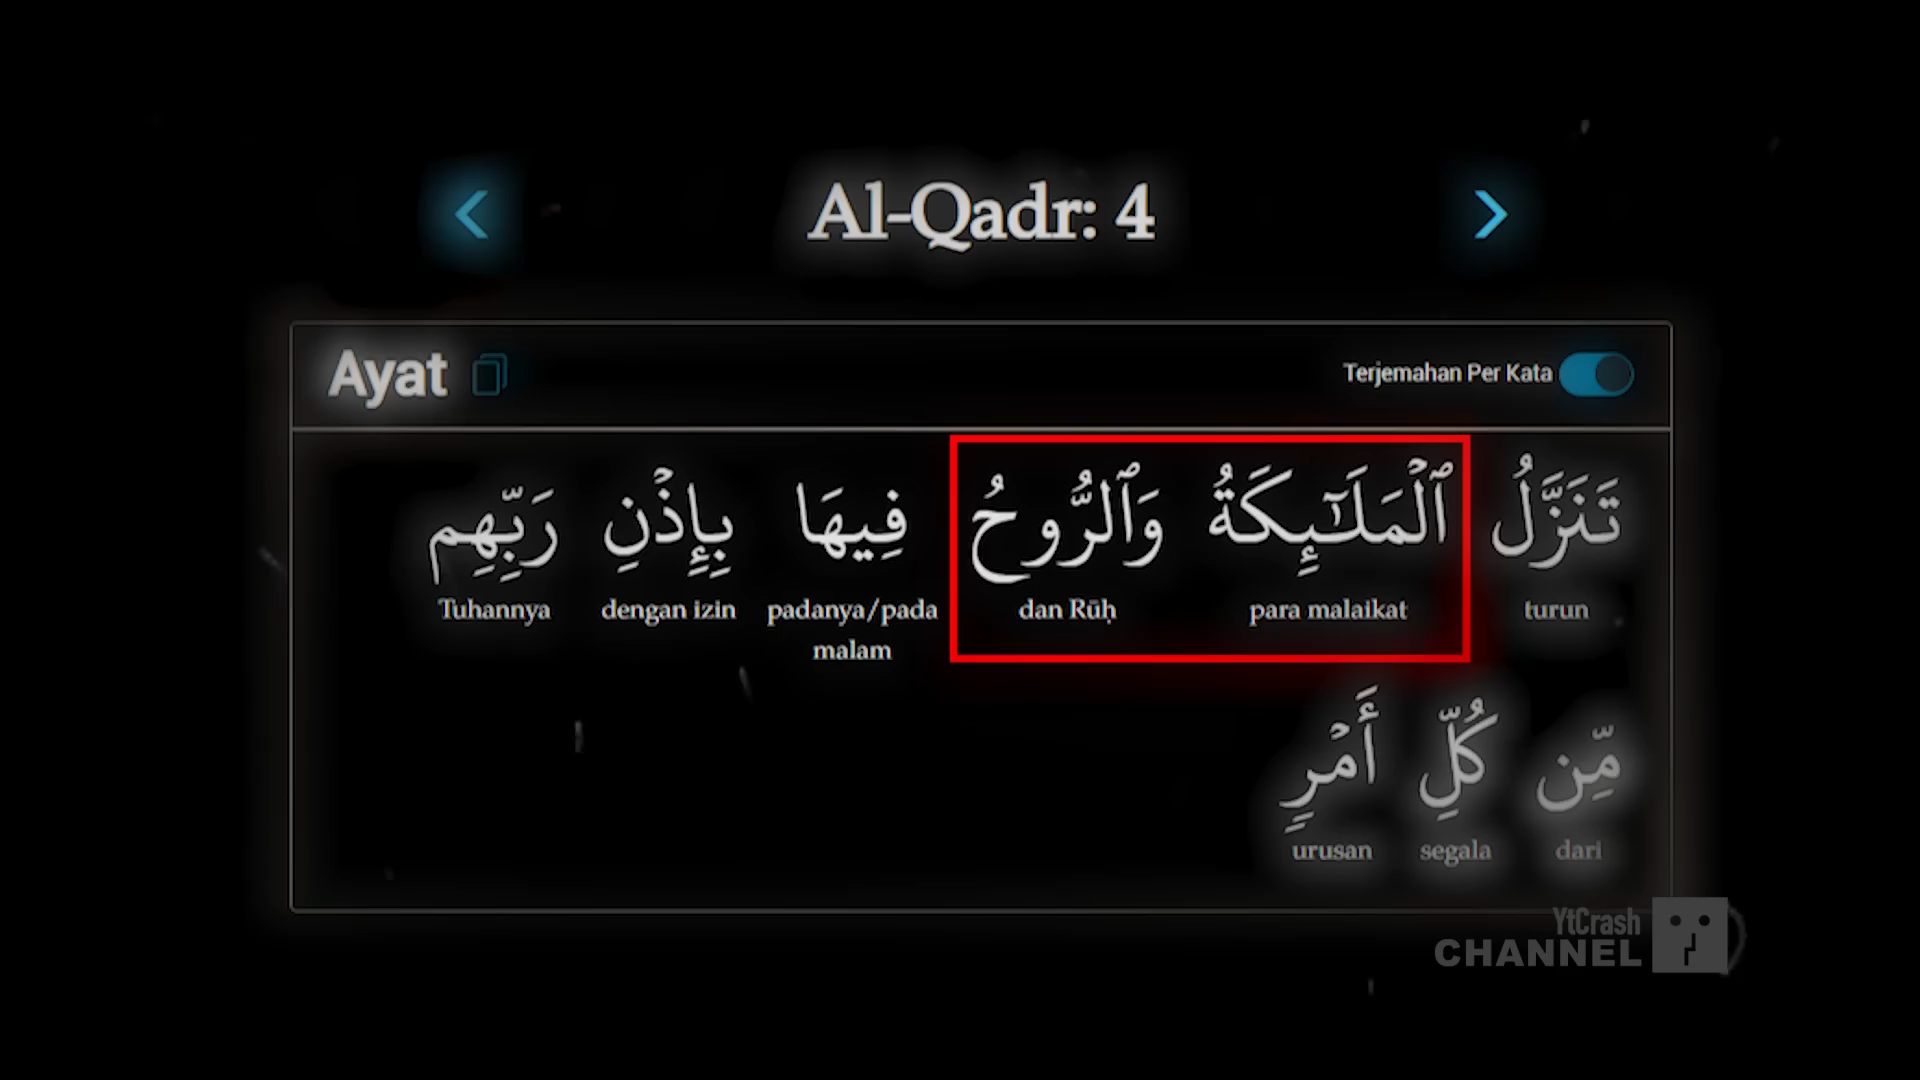 Al-Qadr: 4
Ayat
Terjemahan Per Kata
تَنَزَّلُ ٱلْمَلَـٰٓئِكَةُ وَٱلرُّوحُ فِيهَا بِإِذْنِ رَبِّهِم
turun para malaikat dan Rūḥ padanya/pada malam dengan izin Tuhannya
مِّن كُلِّ أَمْرٍ
dari segala urusan
YtCrash
CHANNEL